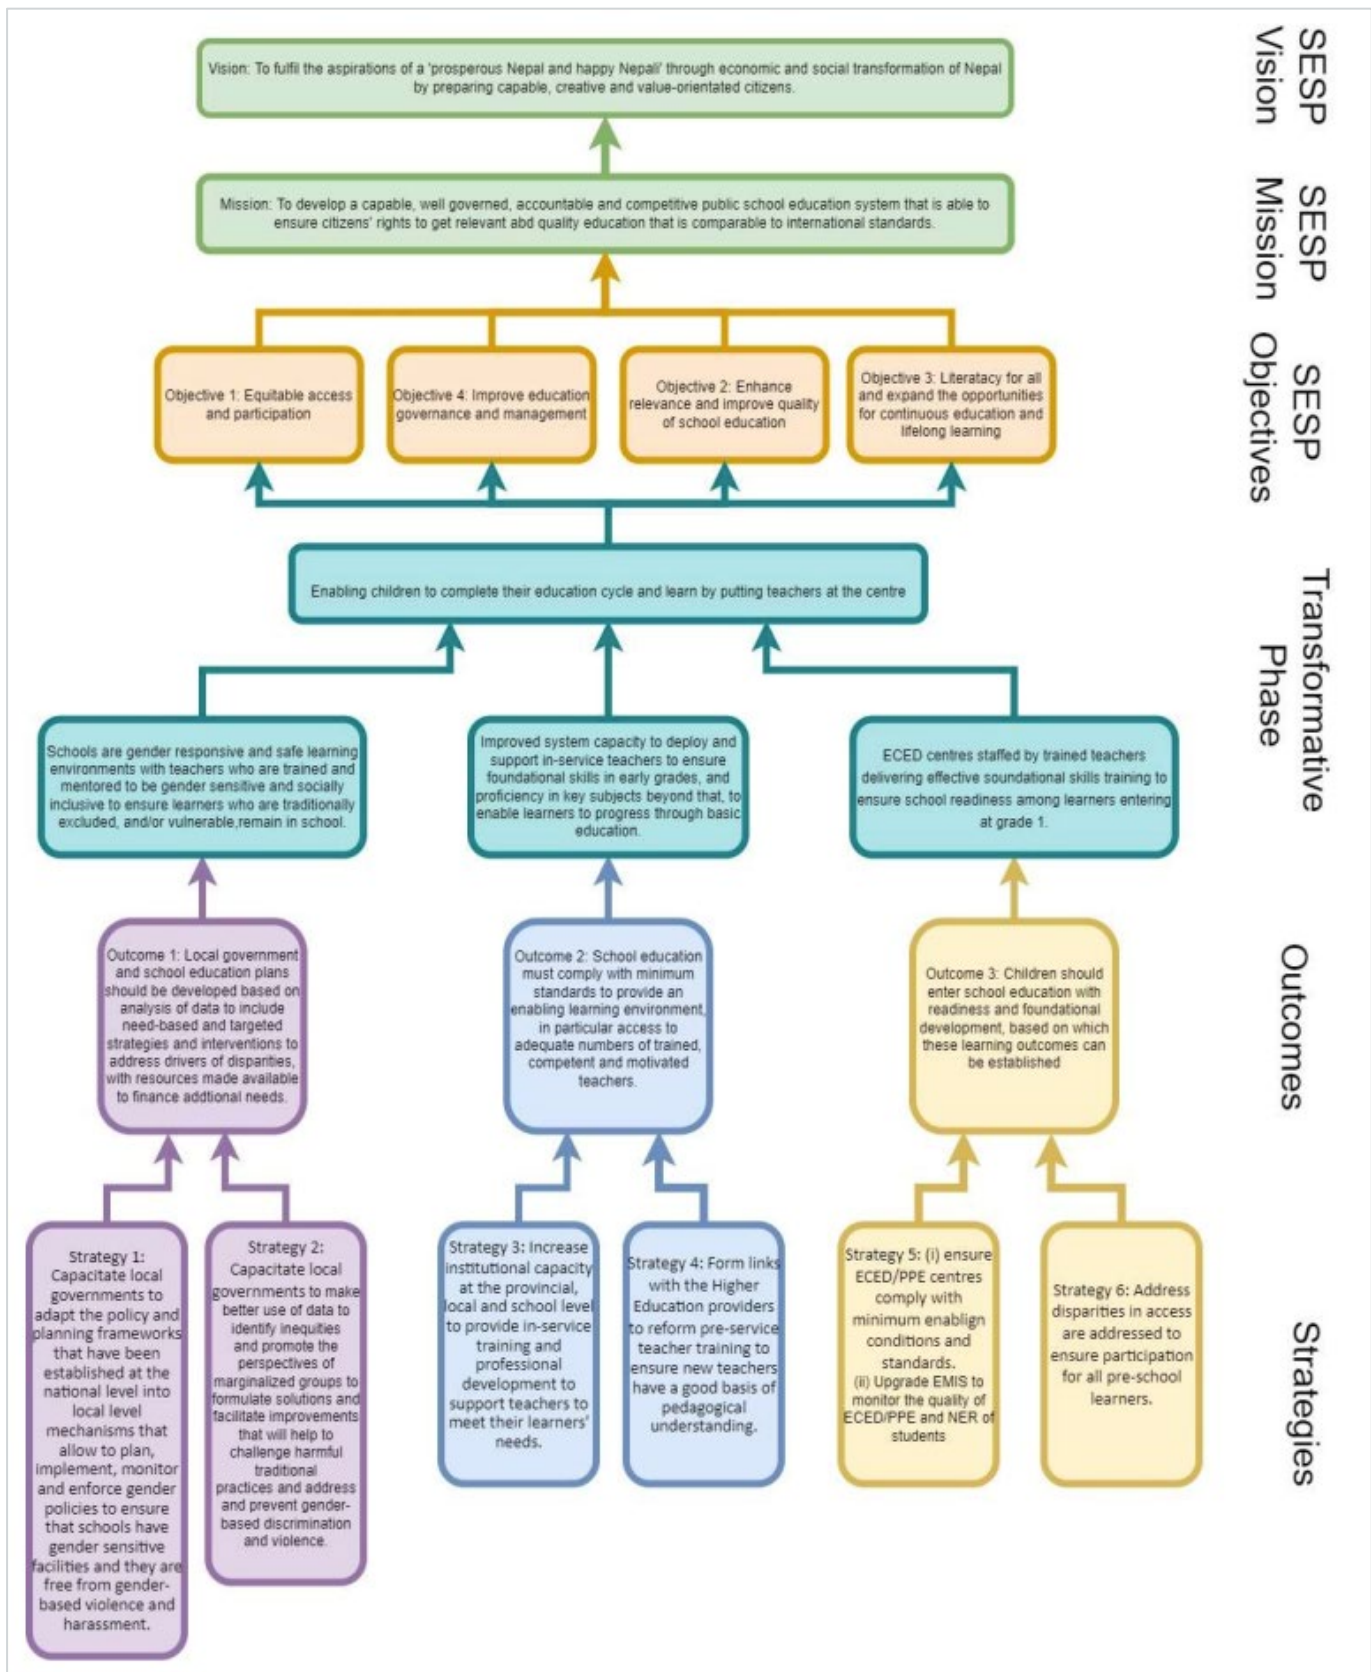 Vision: To fulfil the aspirations of a 'prosperous Nepal and happy Nepali' through economic and social transformation of Nepal
by preparing capable, creative and value-orientated citizens.
SESP
Vision
Mission: To develop a capable, well governed, accountable and competitive public school education system that is able to
ensure citizens' rights to get relevant abd quality education that is comparable to international standards.
SESP
Mission
Objective 1: Equitable access
and participation
Objective 4: Improve education
governance and management
Objective 2: Enhance
relevance and improve quality
of school education
Objective 3: Literatacy for all
and expand the opportunities
for continuous education and
lifelong learning
SESP
Objectives
Enabling children to complete their education cycle and learn by putting teachers at the centre
Transformative
Phase
Schools are gender responsive and safe learning
environments with teachers who are trained and
mentored to be gender sensitive and socially
inclusive to ensure learners who are traditionally
excluded, and/or vulnerable,remain in school.
Improved system capacity to deploy and
support in-service teachers to ensure
foundational skills in early grades, and
proficiency in key subjects beyond that, to
enable learners to progress through basic
education.
ECED centres staffed by trained teachers
delivering effective soundational skills training to
ensure school readiness among learners entering
at grade 1.
Outcome 1: Local government
and school education plans
should be developed based on
analysis of data to include
need-based and targeted
strategies and interventions to
address drivers of disparities,
with resources made available
to finance addtional needs.
Outcome 2: School education
must comply with minimum
standards to provide an
enabling learning environment,
in particular access to
adequate numbers of trained,
competent and motivated
teachers.
Outcome 3: Children should
enter school education with
readiness and foundational
development, based on which
these learning outcomes can
be established
Outcomes
Strategy 1:
Capacitate local
governments to
adapt the policy and
planning frameworks
that have been
established at the
national level into
local level
mechanisms that
allow to plan,
implement, monitor
and enforce gender
policies to ensure
that schools have
gender sensitive
facilities and they are
free from gender-
based violence and
harassment.
Strategy 2:
Capacitate local
governments to make
better use of data to
identify inequities
and promote the
perspectives of
marginalized groups to
formulate solutions and
facilitate improvements
that will help to
challenge harmful
traditional
practices and address
and prevent gender-
based discrimination
and violence.
Strategy 3: Increase
institutional capacity
at the provincial,
local and school level
to provide in-service
training and
professional
development to
support teachers to
meet their learners'
needs.
Strategy 4: Form links
with the Higher
Education providers
to reform pre-service
teacher training to
ensure new teachers
have a good basis of
pedagogical
understanding.
Strategy 5: (i) ensure
ECED/PPE centres
comply with
minimum enablign
conditions and
standards.
(ii) Upgrade EMIS to
monitor the quality of
ECED/PPE and NER of
students
Strategy 6: Address
disparities in access
are addressed to
ensure participation
for all pre-school
learners.
Strategies